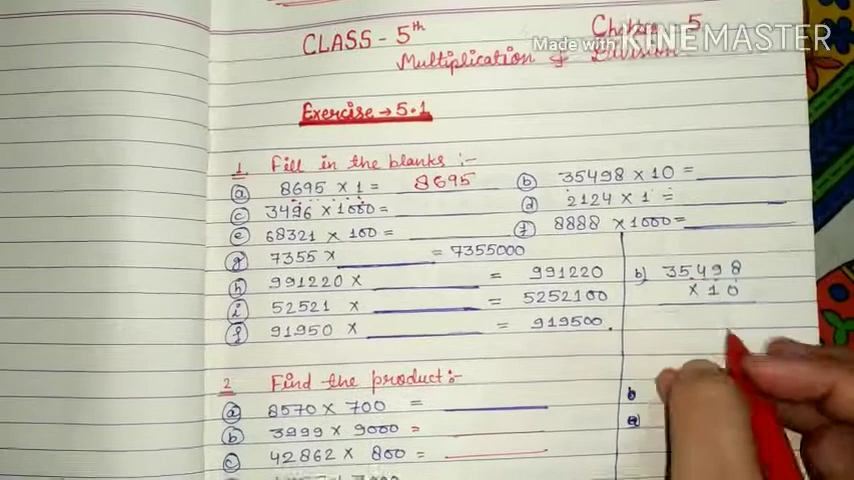 CLASS - 5th
Chapter 5
Made with KINEMASTER
Multiplication & Division
Exercise → 5.1
1. Fill in the blanks :-
(a) 8695 × 1 = 8695
(b) 35498 × 10 =
(c) 3496 × 1000 =
(d) 2124 × 1 =
(e) 68321 × 100 =
(f) 8888 × 1000 =
(g) 7355 × = 7355000
(h) 991220 × = 991220
(i) 52521 × = 5252100
(j) 91950 × = 919500.
b) 35498
× 10
2 Find the product :-
(a) 8570 × 700 =
(b) 3999 × 9000 =
(c) 42862 × 800 =
b
a)